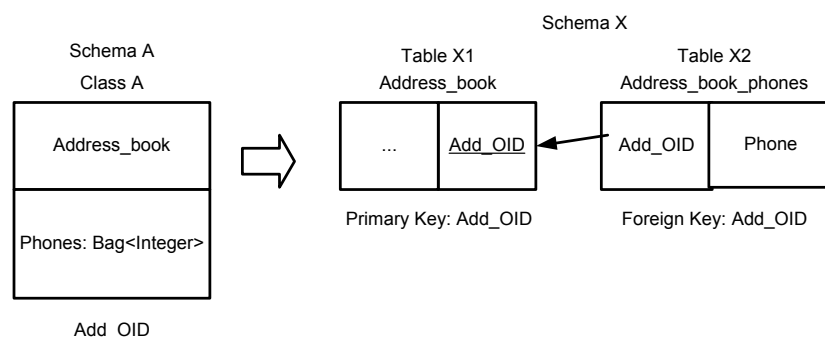 Schema X
Schema A
Class A
Table X1
Address_book
Table X2
Address_book_phones
Address_book
...
Add_OID
Add_OID
Phone
Phones: Bag<Integer>
Primary Key: Add_OID
Foreign Key: Add_OID
Add_OID